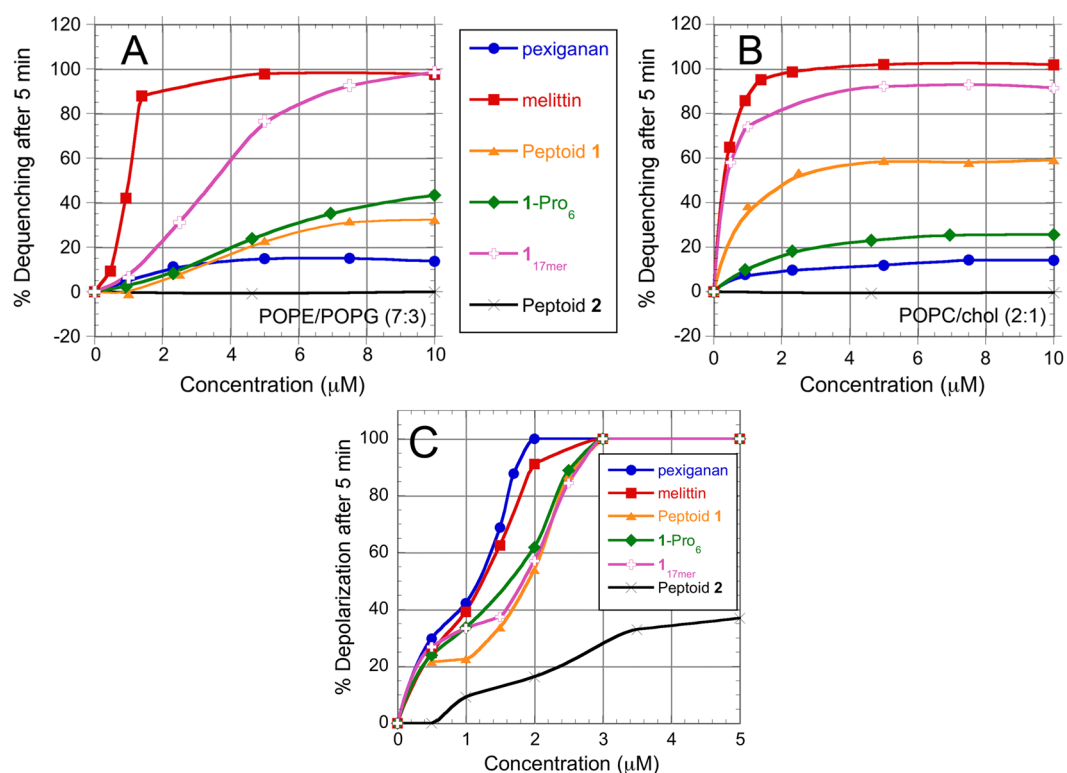 A
% Dequenching after 5 min
120
100
80
60
40
20
0
-20
0 2 4 6 8 10
Concentration (μM)
POPE/POPG (7:3)
pexiganan
melittin
Peptoid 1
1-Pro6
1 17mer
Peptoid 2
B
% Dequenching after 5 min
120
100
80
60
40
20
0
-20
0 2 4 6 8 10
Concentration (μM)
POPC/chol (2:1)
C
% Depolarization after 5 min
100
80
60
40
20
0
0 1 2 3 4 5
Concentration (μM)
pexiganan
melittin
Peptoid 1
1-Pro6
1 17mer
Peptoid 2